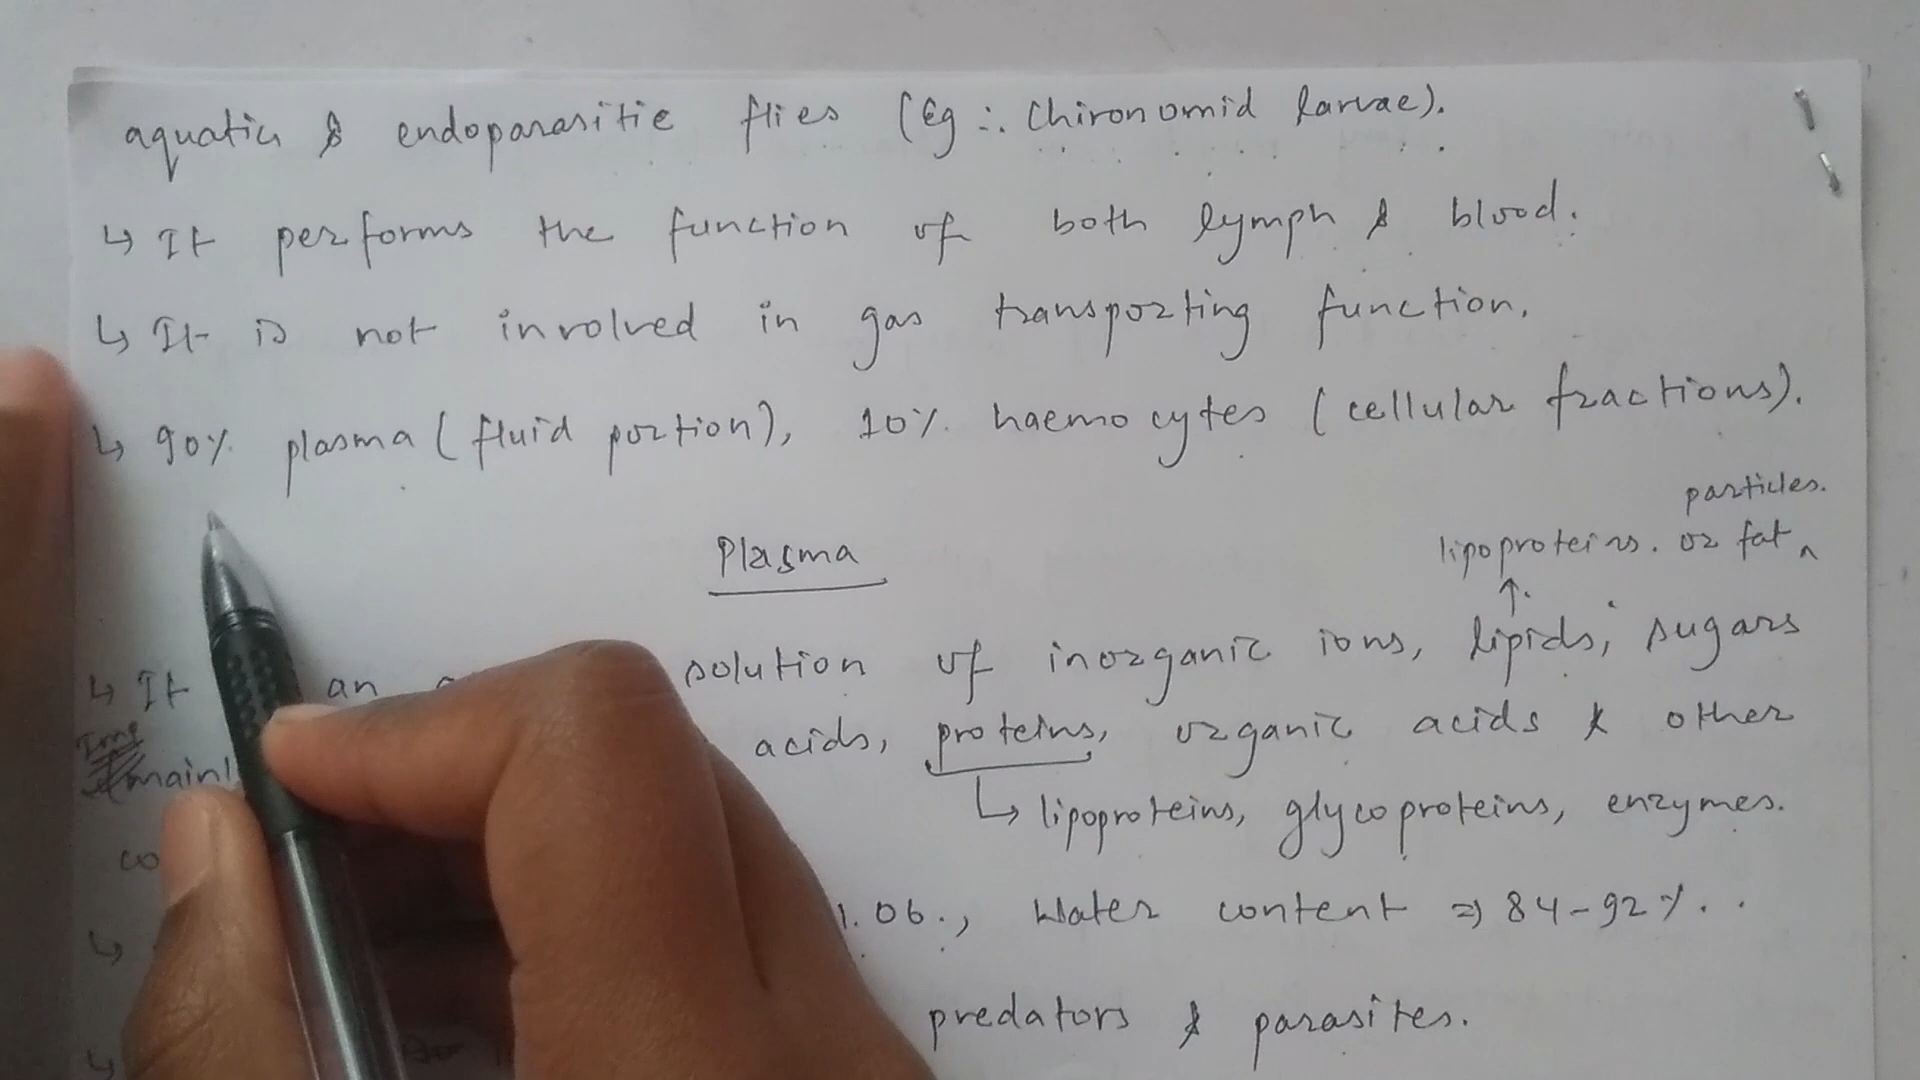 aquatic & endoparasitic flies (Eg :. Chironomid larvae).
↳ It performs the function of both lymph & blood.
↳ It is not involved in gas transporting function.
↳ 90% plasma (fluid portion), 10% haemocytes (cellular fractions).
particles.
Plasma
lipoproteins. or fat ^
↑
↳ It an solution of inorganic ions, lipids, sugars
Imp
(mainl acids, proteins, organic acids & other
↳ lipoproteins, glycoproteins, enzymes.
co
↳ 1.06., Water content ⇒ 84-92%..
↳ predators & parasites.